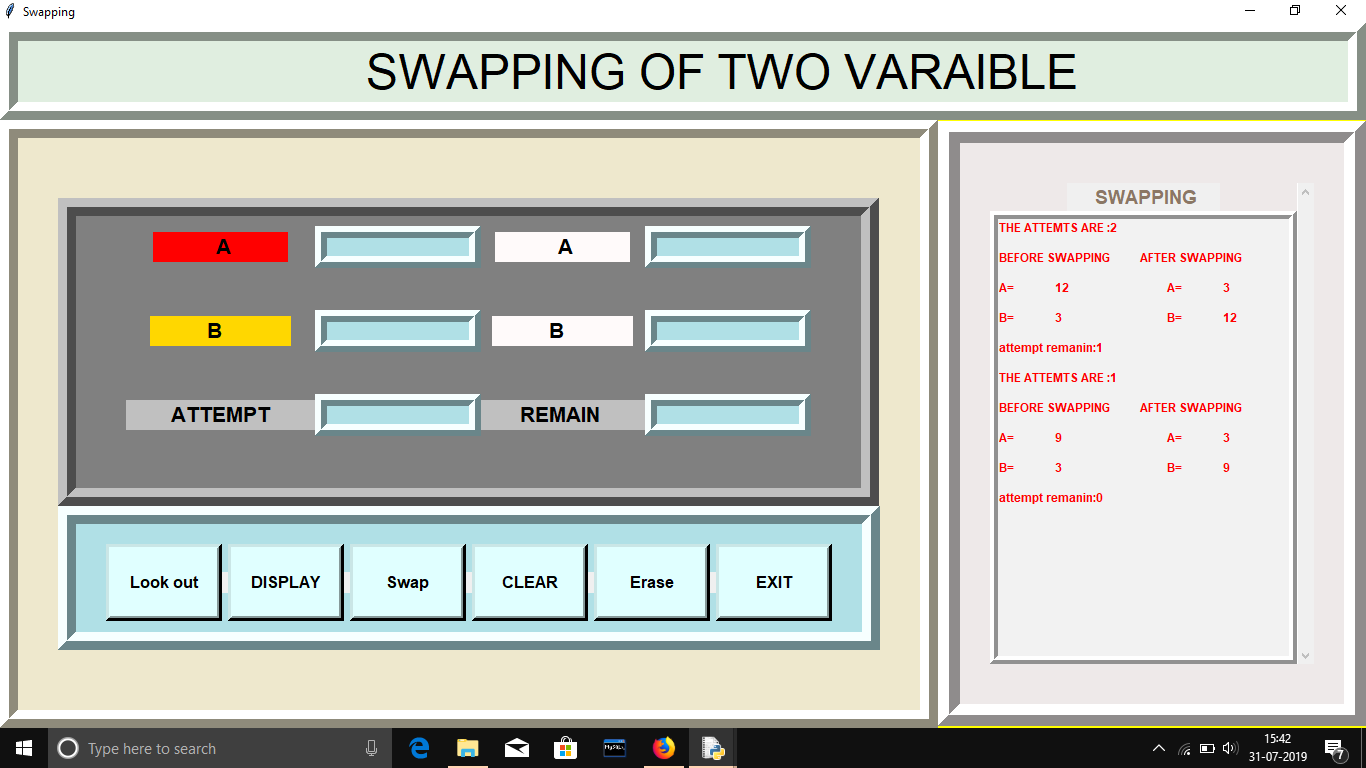 Swapping
SWAPPING OF TWO VARAIBLE
A A
B B
ATTEMPT REMAIN
Look out DISPLAY Swap CLEAR Erase EXIT
SWAPPING
THE ATTEMTS ARE :2
BEFORE SWAPPING AFTER SWAPPING
A= 12 A= 3
B= 3 B= 12
attempt remanin:1
THE ATTEMTS ARE :1
BEFORE SWAPPING AFTER SWAPPING
A= 9 A= 3
B= 3 B= 9
attempt remanin:0
Type here to search
MySQL
15:42
31-07-2019
7